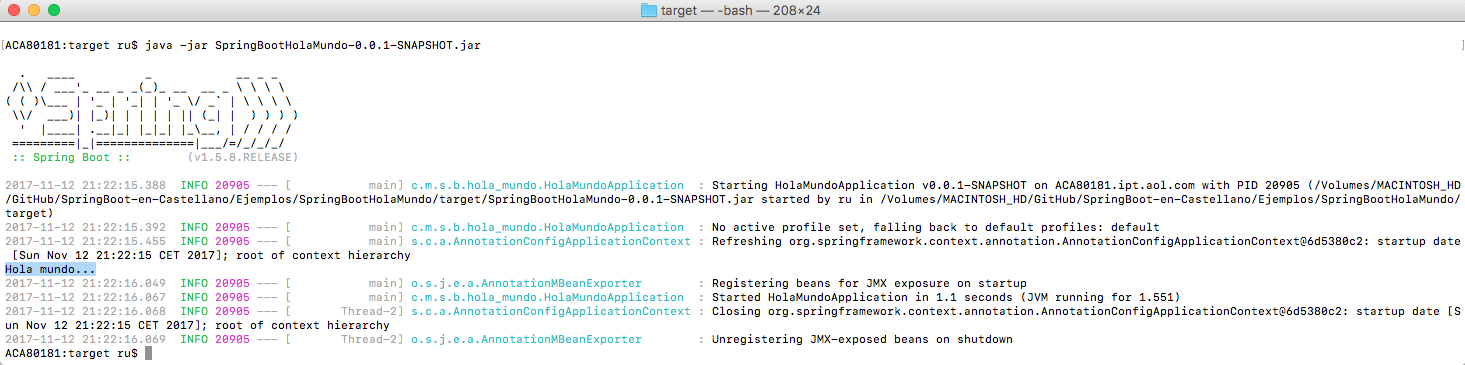 target — -bash — 208×24
[ACA80181:target ru$ java -jar SpringBootHolaMundo-0.0.1-SNAPSHOT.jar ]
  .   ____          _            __ _ _
 /\\ / ___'_ __ _ _(_)_ __  __ _ \ \ \ \
( ( )\___ | '_ | '_| | '_ \/ _` | \ \ \ \
 \\/  ___)| |_)| | | | | || (_| |  ) ) ) )
  '  |____| .__|_| |_|_| |_\__, | / / / /
 =========|_|==============|___/=/_/_/_/
 :: Spring Boot ::        (v1.5.8.RELEASE)
2017-11-12 21:22:15.388  INFO 20905 --- [           main] c.m.s.b.hola_mundo.HolaMundoApplication  : Starting HolaMundoApplication v0.0.1-SNAPSHOT on ACA80181.ipt.aol.com with PID 20905 (/Volumes/MACINTOSH_HD
/GitHub/SpringBoot-en-Castellano/Ejemplos/SpringBootHolaMundo/target/SpringBootHolaMundo-0.0.1-SNAPSHOT.jar started by ru in /Volumes/MACINTOSH_HD/GitHub/SpringBoot-en-Castellano/Ejemplos/SpringBootHolaMundo/
target)
2017-11-12 21:22:15.392  INFO 20905 --- [           main] c.m.s.b.hola_mundo.HolaMundoApplication  : No active profile set, falling back to default profiles: default
2017-11-12 21:22:15.455  INFO 20905 --- [           main] s.c.a.AnnotationConfigApplicationContext : Refreshing org.springframework.context.annotation.AnnotationConfigApplicationContext@6d5380c2: startup date
 [Sun Nov 12 21:22:15 CET 2017]; root of context hierarchy
Hola mundo...
2017-11-12 21:22:16.049  INFO 20905 --- [           main] o.s.j.e.a.AnnotationMBeanExporter        : Registering beans for JMX exposure on startup
2017-11-12 21:22:16.067  INFO 20905 --- [           main] c.m.s.b.hola_mundo.HolaMundoApplication  : Started HolaMundoApplication in 1.1 seconds (JVM running for 1.551)
2017-11-12 21:22:16.068  INFO 20905 --- [       Thread-2] s.c.a.AnnotationConfigApplicationContext : Closing org.springframework.context.annotation.AnnotationConfigApplicationContext@6d5380c2: startup date [S
un Nov 12 21:22:15 CET 2017]; root of context hierarchy
2017-11-12 21:22:16.069  INFO 20905 --- [       Thread-2] o.s.j.e.a.AnnotationMBeanExporter        : Unregistering JMX-exposed beans on shutdown
ACA80181:target ru$